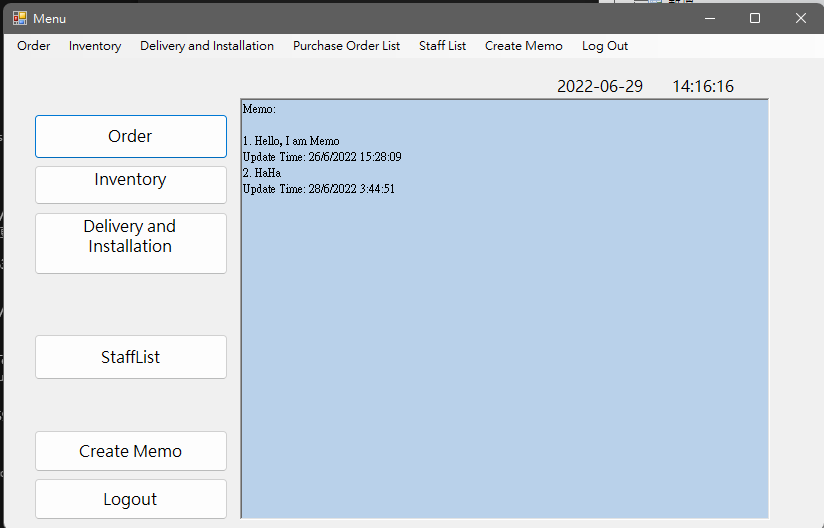 Menu
Order Inventory Delivery and Installation Purchase Order List Staff List Create Memo Log Out
2022-06-29 14:16:16
Order
Inventory
Delivery and
Installation
StaffList
Create Memo
Logout
Memo:
1. Hello, I am Memo
Update Time: 26/6/2022 15:28:09
2. HaHa
Update Time: 28/6/2022 3:44:51